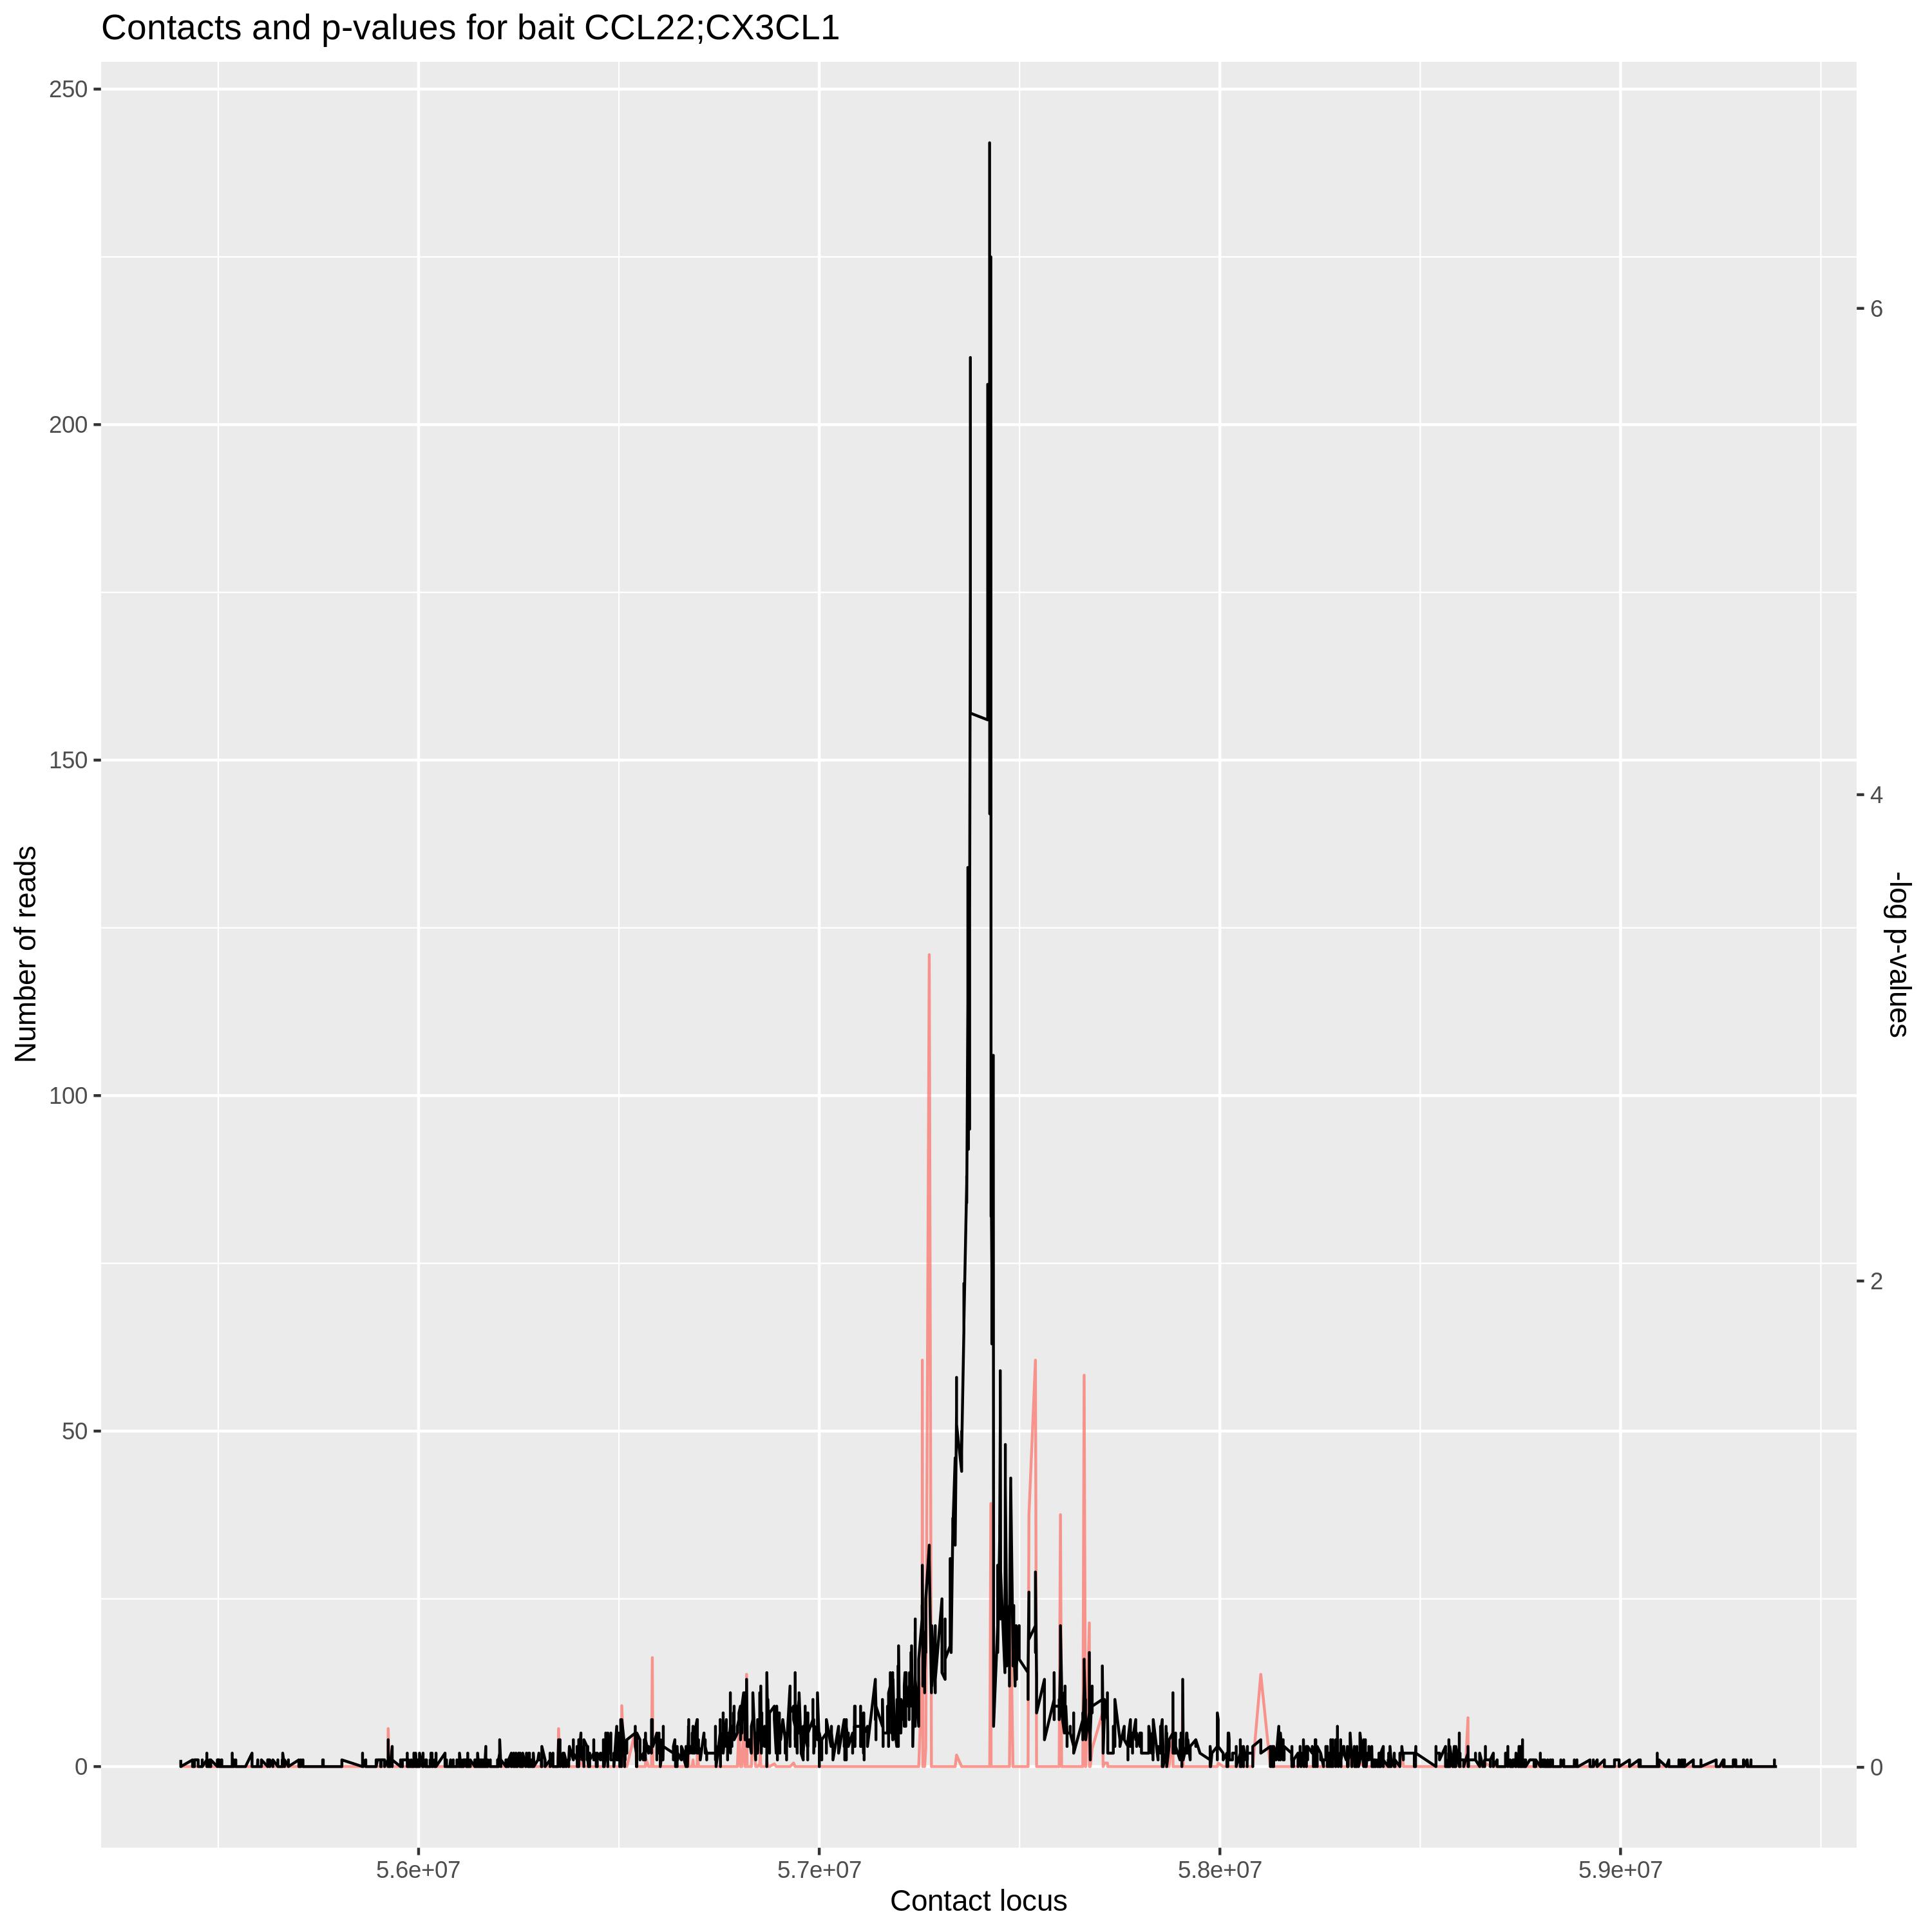 Contacts and p-values for bait CCL22;CX3CL1
250
200
150
100
50
0
Number of reads
6
4
2
0
-log p-values
5.6e+07 5.7e+07 5.8e+07 5.9e+07
Contact locus